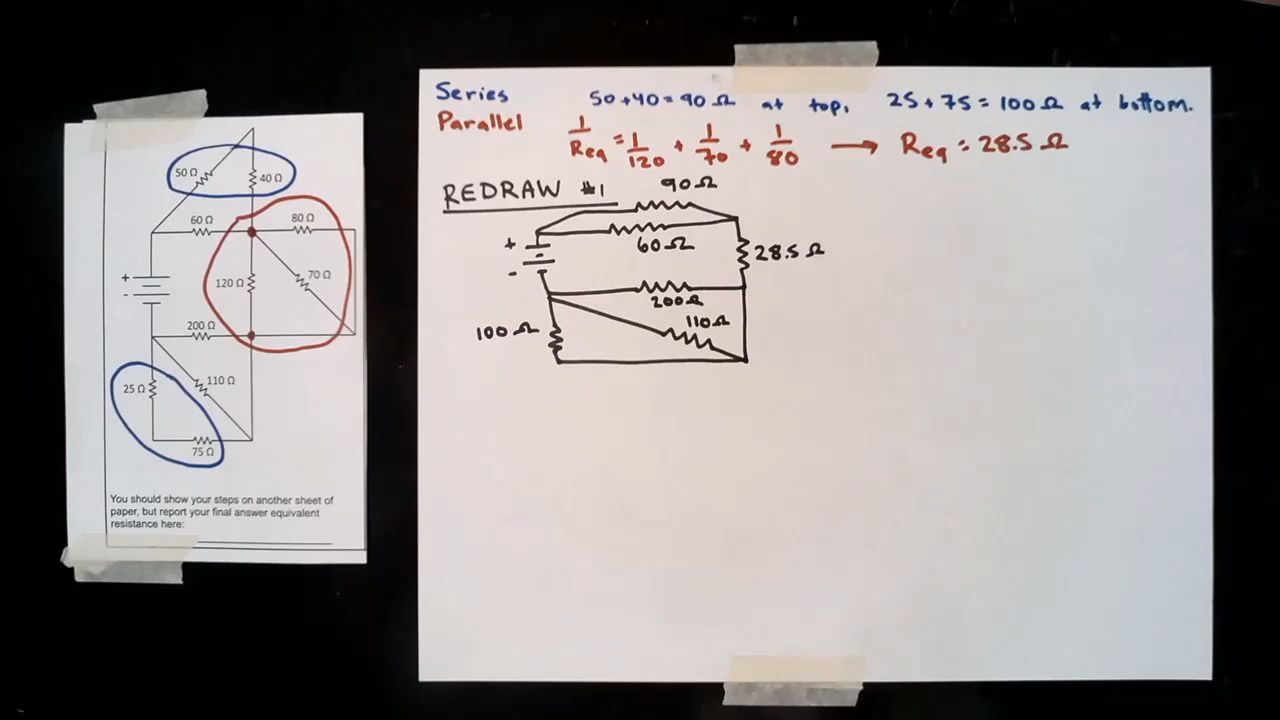 50 Ω
40 Ω
60 Ω
80 Ω
+
-
120 Ω
70 Ω
200 Ω
25 Ω
110 Ω
75 Ω
You should show your steps on another sheet of
paper, but report your final answer equivalent
resistance here:
Series 50+40=90 Ω at top, 25+75=100 Ω at bottom.
Parallel 1/Req = 1/120 + 1/70 + 1/80 → Req = 28.5 Ω
REDRAW #1
90 Ω
+
-
60 Ω
28.5 Ω
200 Ω
110 Ω
100 Ω